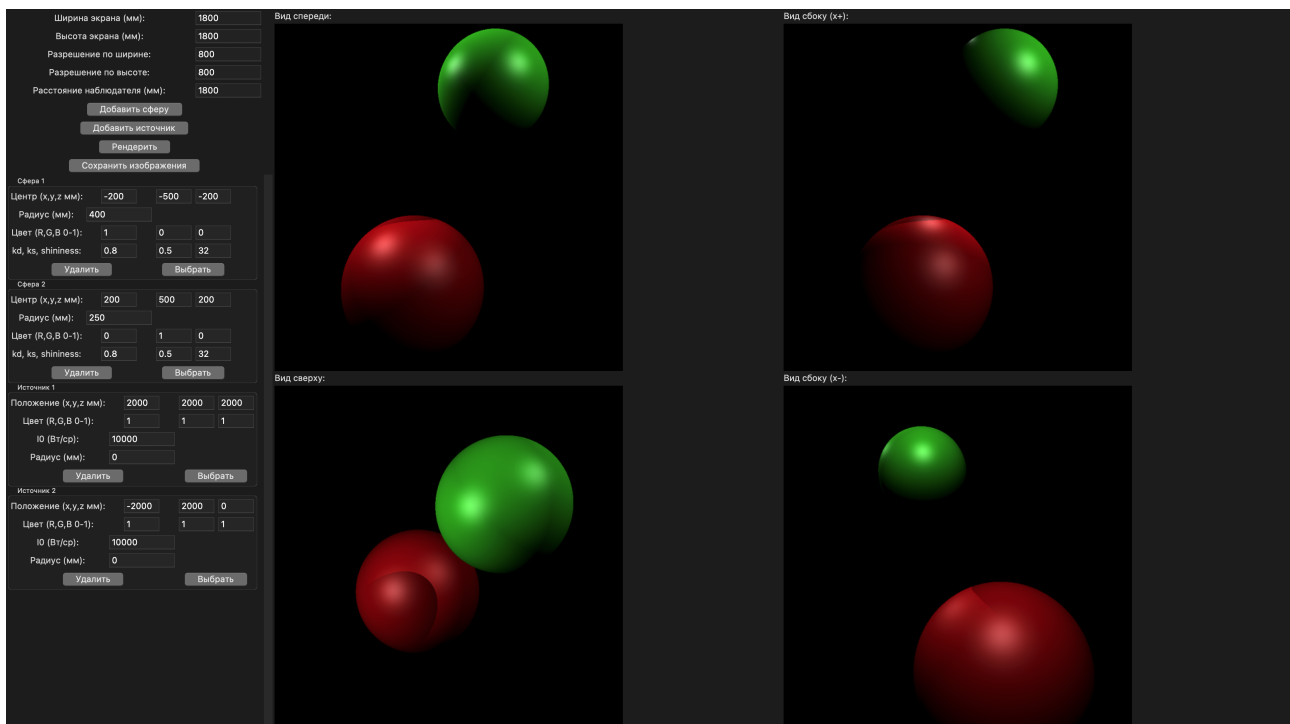 Ширина экрана (мм): 1800
Высота экрана (мм): 1800
Разрешение по ширине: 800
Разрешение по высоте: 800
Расстояние наблюдателя (мм): 1800
Добавить сферу
Добавить источник
Рендерить
Сохранить изображения
Сфера 1
Центр (x,y,z мм): -200 -500 -200
Радиус (мм): 400
Цвет (R,G,B 0-1): 1 0 0
kd, ks, shininess: 0.8 0.5 32
Удалить Выбрать
Сфера 2
Центр (x,y,z мм): 200 500 200
Радиус (мм): 250
Цвет (R,G,B 0-1): 0 1 0
kd, ks, shininess: 0.8 0.5 32
Удалить Выбрать
Источник 1
Положение (x,y,z мм): 2000 2000 2000
Цвет (R,G,B 0-1): 1 1 1
I0 (Вт/ср): 10000
Радиус (мм): 0
Удалить Выбрать
Источник 2
Положение (x,y,z мм): -2000 2000 0
Цвет (R,G,B 0-1): 1 1 1
I0 (Вт/ср): 10000
Радиус (мм): 0
Удалить Выбрать
Вид спереди:
Вид сбоку (x+):
Вид сверху:
Вид сбоку (x-):